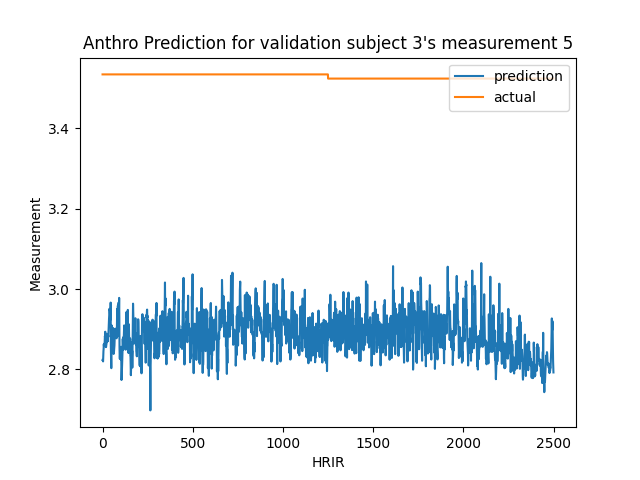 Anthro Prediction for validation subject 3's measurement 5
prediction
actual
3.4
3.2
3.0
2.8
Measurement
0 500 1000 1500 2000 2500
HRIR